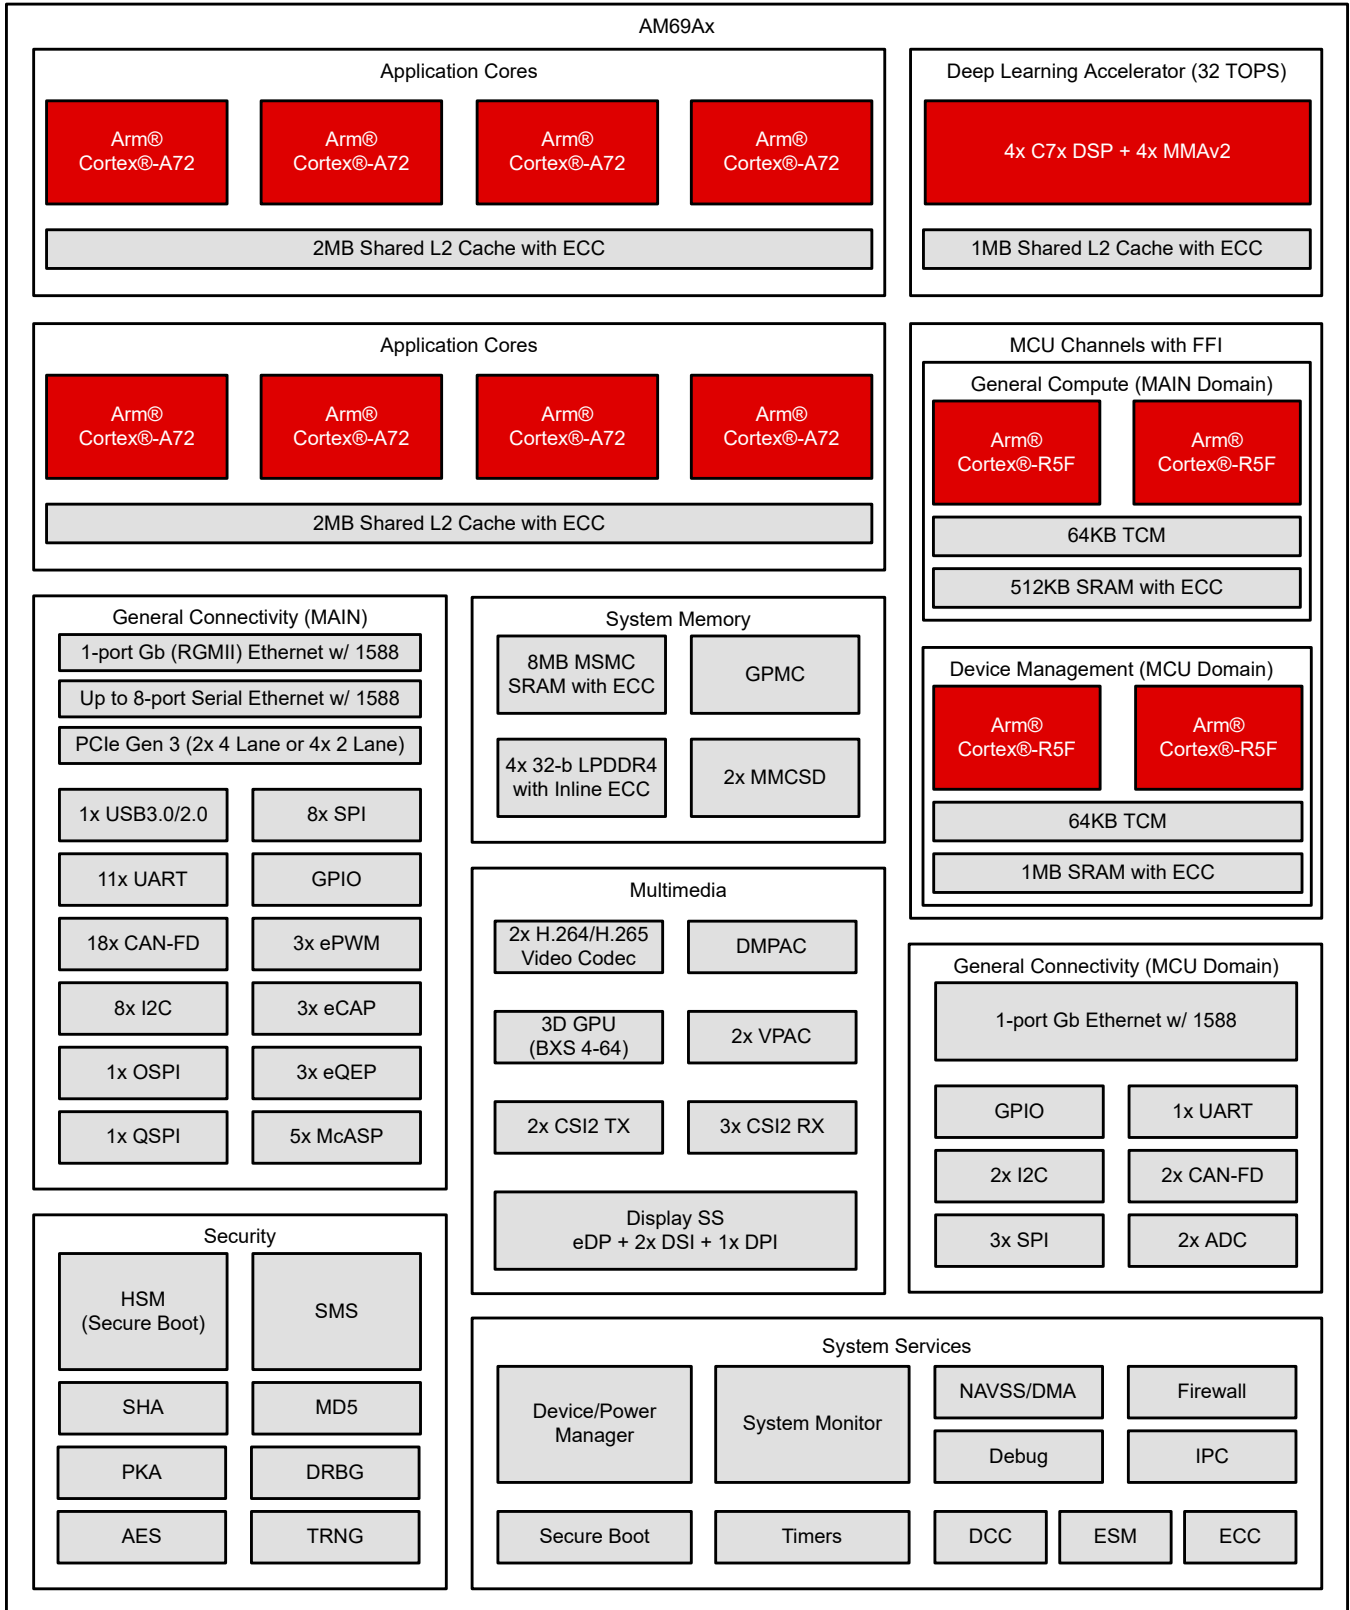 AM69Ax
Application Cores
Arm®
Cortex®-A72
Arm®
Cortex®-A72
Arm®
Cortex®-A72
Arm®
Cortex®-A72
2MB Shared L2 Cache with ECC
Deep Learning Accelerator (32 TOPS)
4x C7x DSP + 4x MMAv2
1MB Shared L2 Cache with ECC
Application Cores
Arm®
Cortex®-A72
Arm®
Cortex®-A72
Arm®
Cortex®-A72
Arm®
Cortex®-A72
2MB Shared L2 Cache with ECC
MCU Channels with FFI
General Compute (MAIN Domain)
Arm®
Cortex®-R5F
Arm®
Cortex®-R5F
64KB TCM
512KB SRAM with ECC
Device Management (MCU Domain)
Arm®
Cortex®-R5F
Arm®
Cortex®-R5F
64KB TCM
1MB SRAM with ECC
General Connectivity (MAIN)
1-port Gb (RGMII) Ethernet w/ 1588
Up to 8-port Serial Ethernet w/ 1588
PCIe Gen 3 (2x 4 Lane or 4x 2 Lane)
1x USB3.0/2.0
8x SPI
11x UART
GPIO
18x CAN-FD
3x ePWM
8x I2C
3x eCAP
1x OSPI
3x eQEP
1x QSPI
5x McASP
System Memory
8MB MSMC
SRAM with ECC
GPMC
4x 32-b LPDDR4
with Inline ECC
2x MMCSD
Multimedia
2x H.264/H.265
Video Codec
DMPAC
3D GPU
(BXS 4-64)
2x VPAC
2x CSI2 TX
3x CSI2 RX
Display SS
eDP + 2x DSI + 1x DPI
General Connectivity (MCU Domain)
1-port Gb Ethernet w/ 1588
GPIO
1x UART
2x I2C
2x CAN-FD
3x SPI
2x ADC
Security
HSM
(Secure Boot)
SMS
SHA
MD5
PKA
DRBG
AES
TRNG
System Services
Device/Power
Manager
System Monitor
NAVSS/DMA
Firewall
Debug
IPC
Secure Boot
Timers
DCC
ESM
ECC